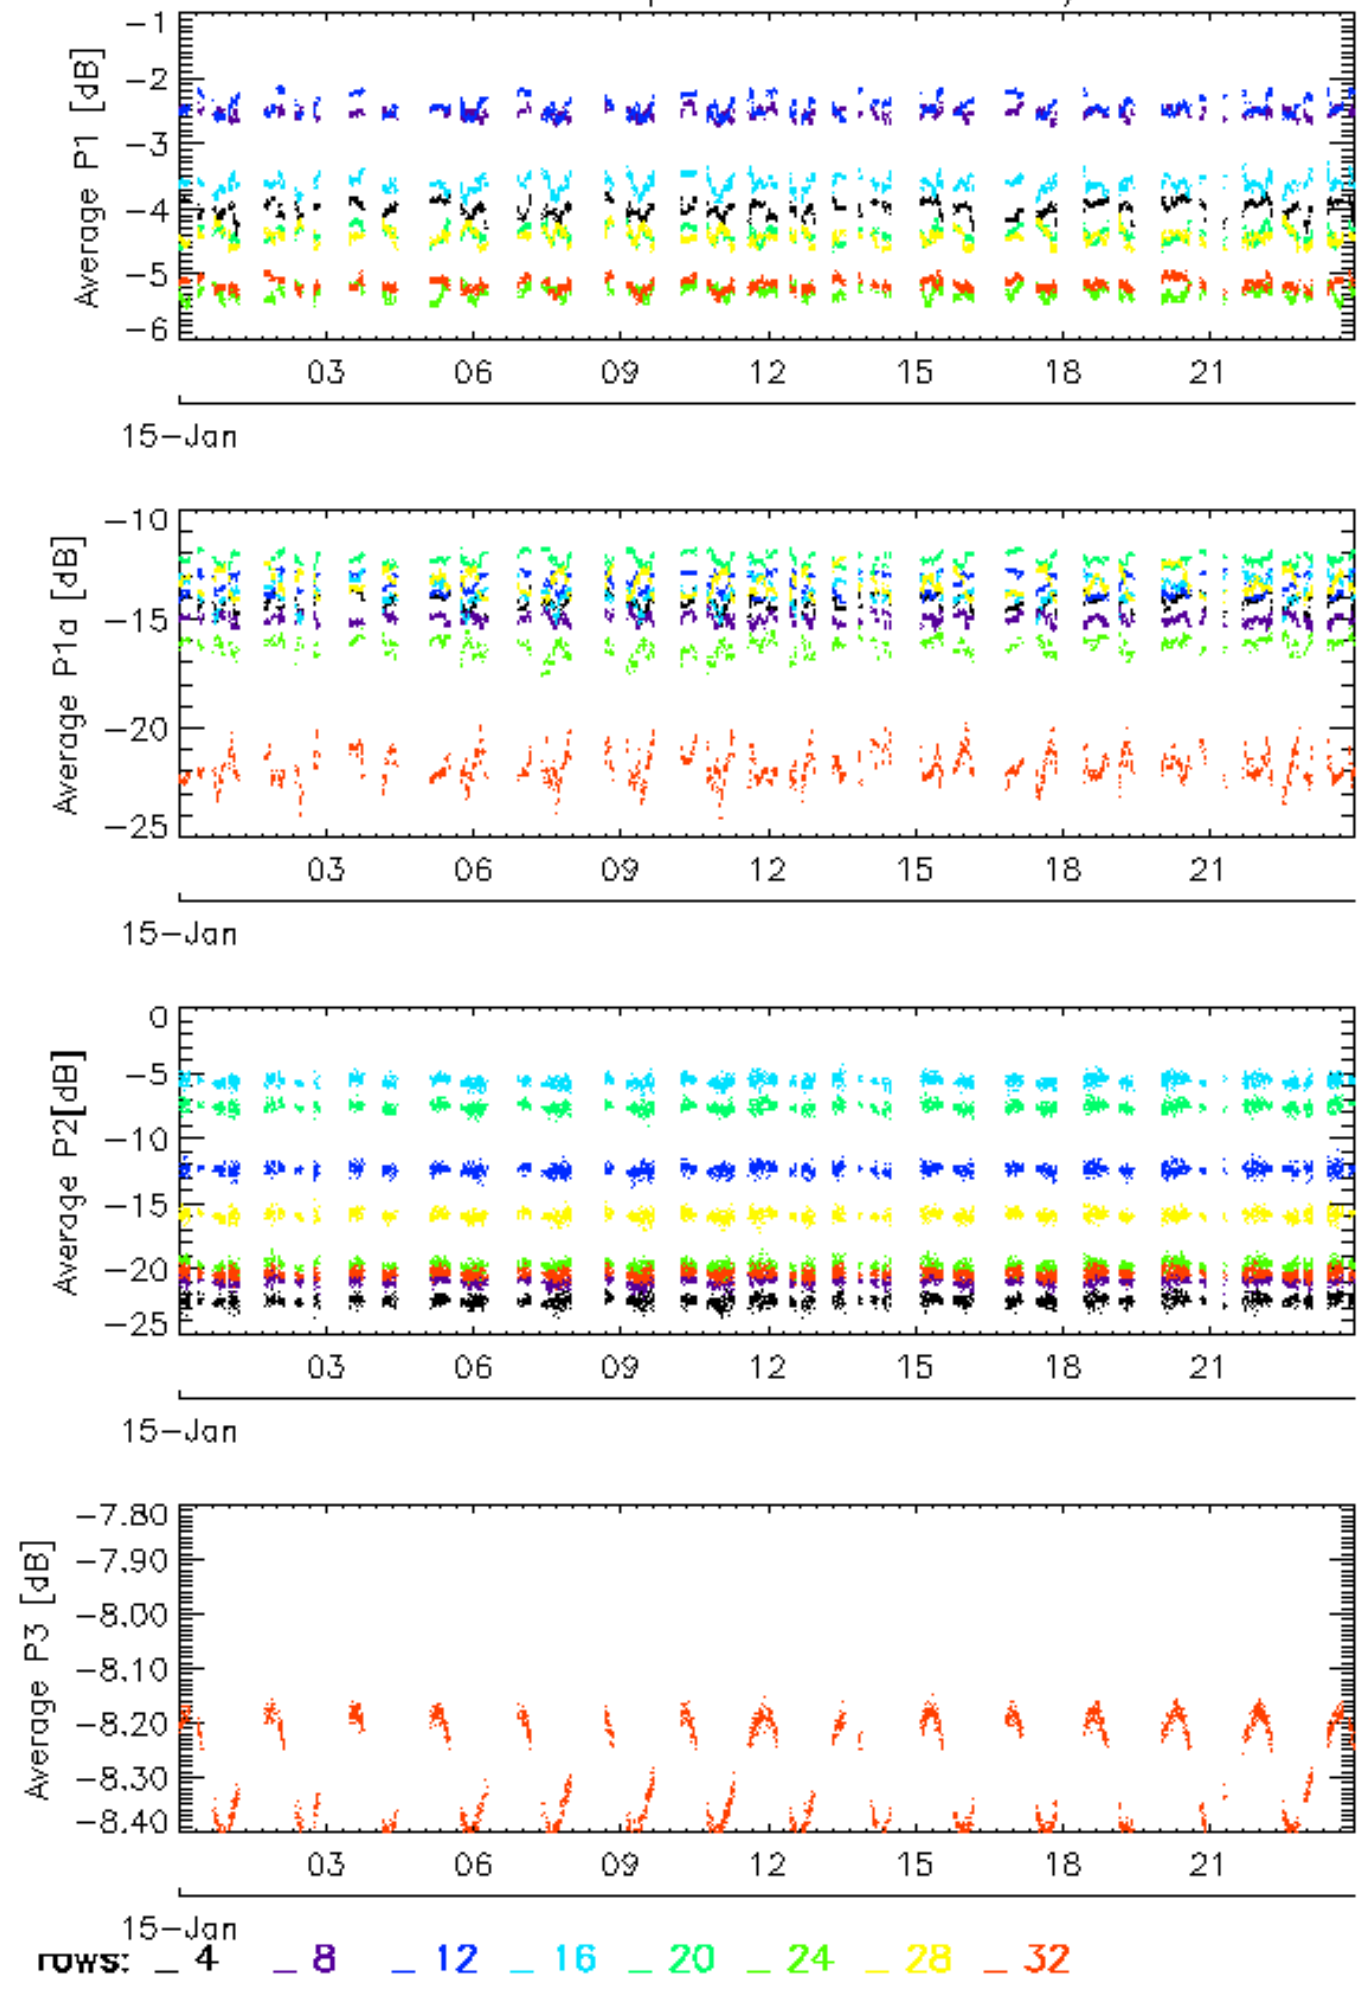 Average P1 [dB]
−1
−2
−3
−4
−5
−6
03 06 09 12 15 18 21
15−Jan
Average P1a [dB]
−10
−15
−20
−25
03 06 09 12 15 18 21
15−Jan
Average P2[dB]
0
−5
−10
−15
−20
−25
03 06 09 12 15 18 21
15−Jan
Average P3 [dB]
−7.80
−7.90
−8.00
−8.10
−8.20
−8.30
−8.40
03 06 09 12 15 18 21
15−Jan
rows: _ 4 _ 8 _ 12 _ 16 _ 20 _ 24 _ 28 _ 32